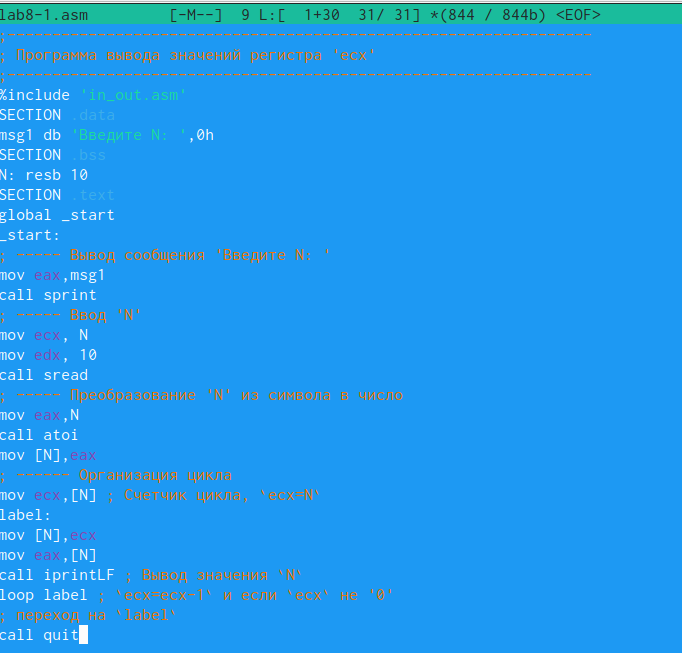 lab8-1.asm         [-M--]  9 L:[  1+30  31/ 31] *(844 / 844b) <EOF>
;-----------------------------------------------------------------
; Программа вывода значений регистра 'ecx'
;-----------------------------------------------------------------
%include 'in_out.asm'
SECTION .data
msg1 db 'Введите N: ',0h
SECTION .bss
N: resb 10
SECTION .text
global _start
_start:
; ----- Вывод сообщения 'Введите N: '
mov eax,msg1
call sprint
; ----- Ввод 'N'
mov ecx, N
mov edx, 10
call sread
; ----- Преобразование 'N' из символа в число
mov eax,N
call atoi
mov [N],eax
; ------ Организация цикла
mov ecx,[N] ; Счетчик цикла, `ecx=N`
label:
mov [N],ecx
mov eax,[N]
call iprintLF ; Вывод значения `N`
loop label ; `ecx=ecx-1` и если `ecx` не '0'
; переход на `label`
call quit